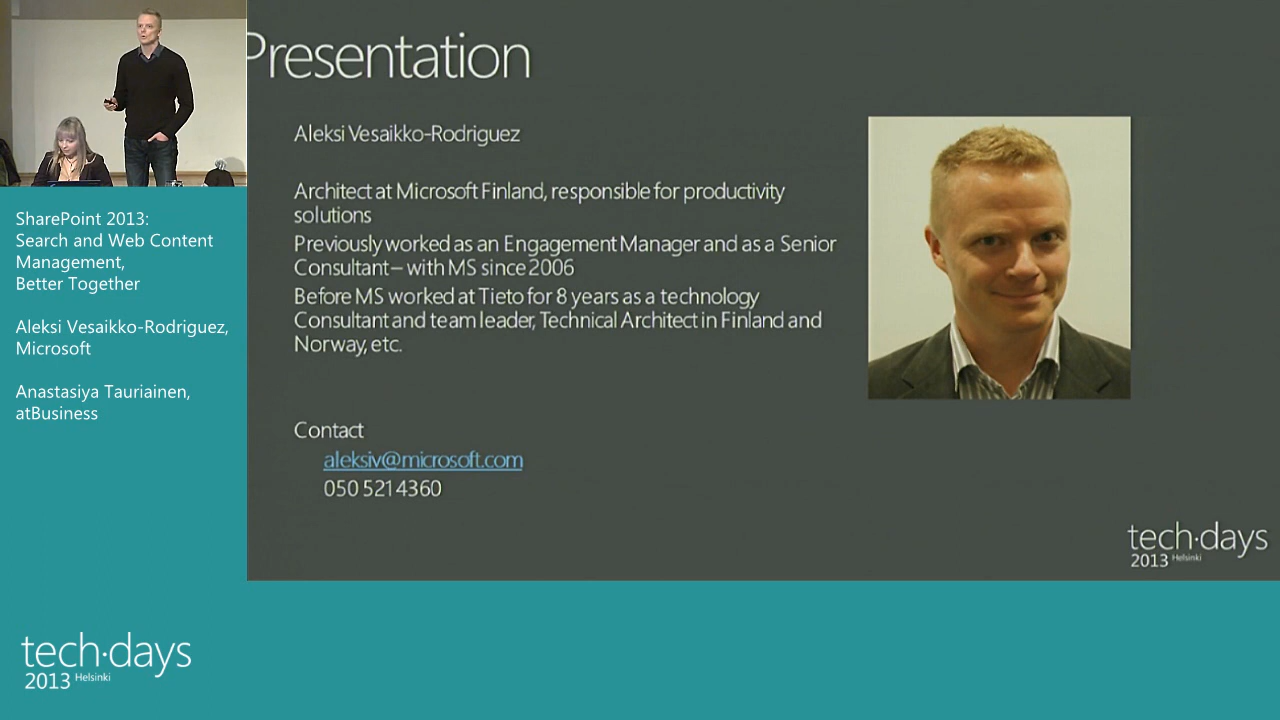 Presentation
Aleksi Vesaikko-Rodriguez
Architect at Microsoft Finland, responsible for productivity
solutions
Previously worked as an Engagement Manager and as a Senior
Consultant – with MS since 2006
Before MS worked at Tieto for 8 years as a technology
Consultant and team leader, Technical Architect in Finland and
Norway, etc.
Contact
aleksiv@microsoft.com
050 5214360
tech·days
2013 Helsinki
SharePoint 2013:
Search and Web Content
Management,
Better Together
Aleksi Vesaikko-Rodriguez,
Microsoft
Anastasiya Tauriainen,
atBusiness
tech·days
2013 Helsinki